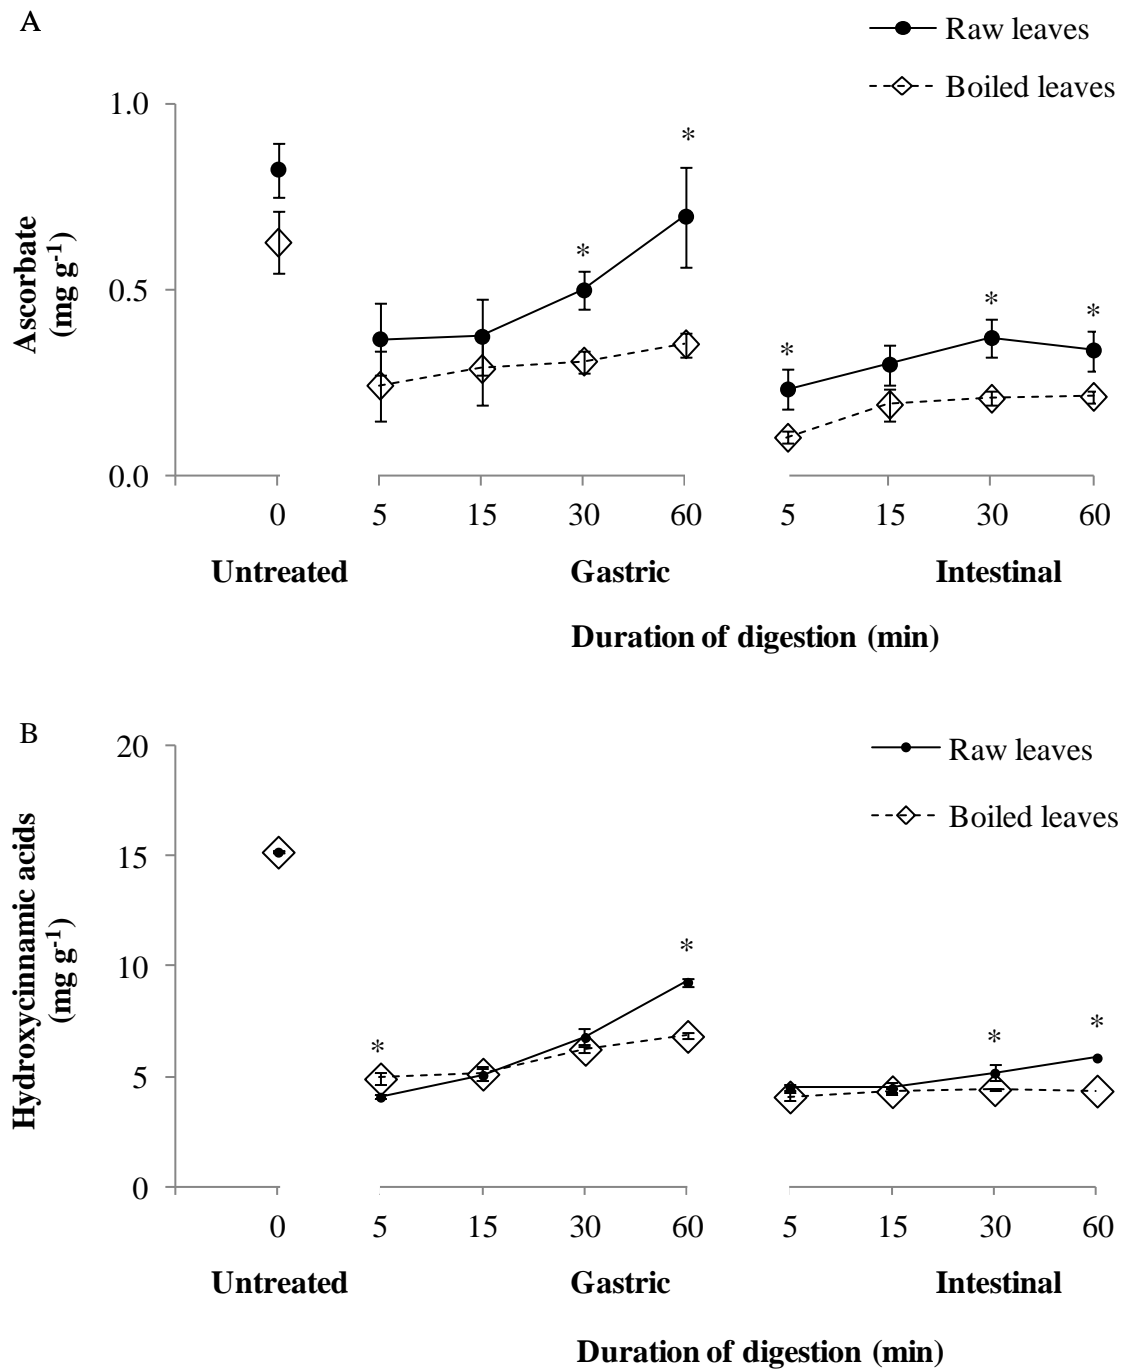 A
Raw leaves
Boiled leaves
1.0
0.5
0.0
Ascorbate
(mg g-1)
*
*
*
*
*
0 5 15 30 60 5 15 30 60
Untreated Gastric Intestinal
Duration of digestion (min)
B
Raw leaves
Boiled leaves
20
15
10
5
0
Hydroxycinnamic acids
(mg g-1)
*
*
*
*
0 5 15 30 60 5 15 30 60
Untreated Gastric Intestinal
Duration of digestion (min)